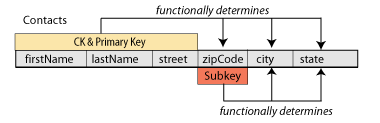 functionally determines
Contacts
CK & Primary Key
firstName lastName street zipCode city state
Subkey
functionally determines